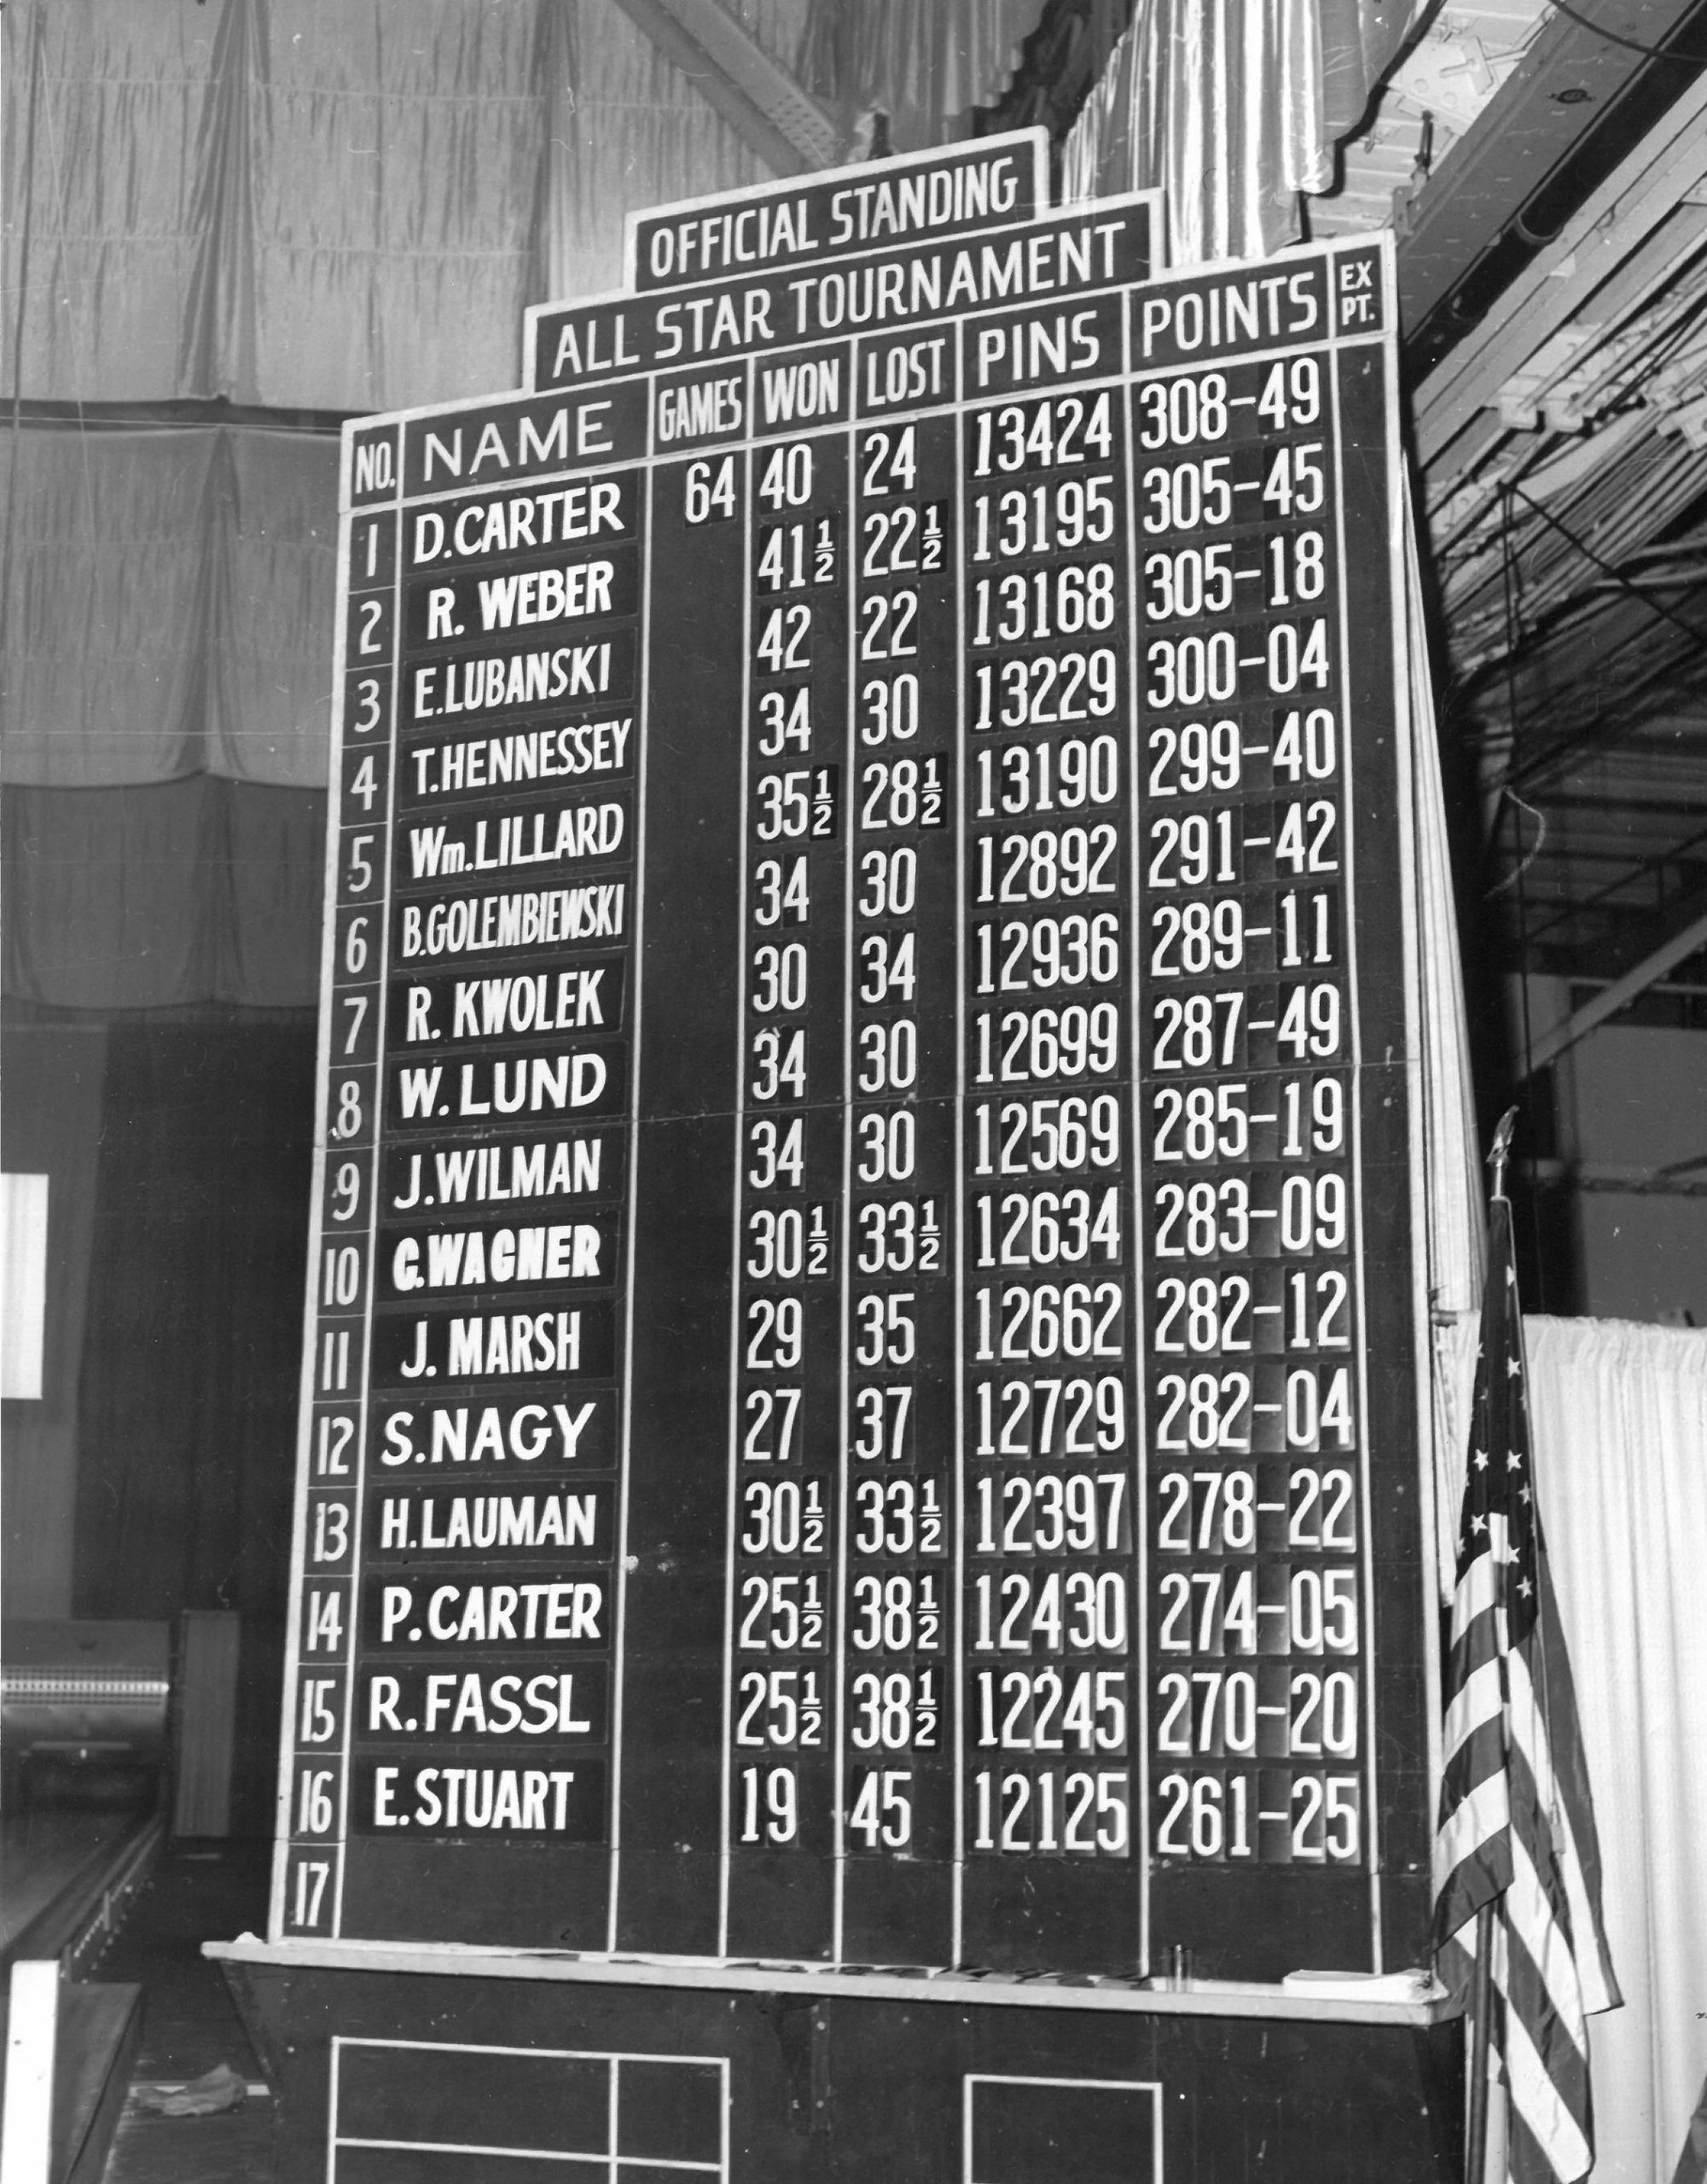 OFFICIAL STANDING
ALL STAR TOURNAMENT
NO. NAME GAMES WON LOST PINS POINTS EX PT.
1 D.CARTER 64 40 24 13424 308-49
2 R. WEBER 41½ 22½ 13195 305-45
3 E.LUBANSKI 42 22 13168 305-18
4 T.HENNESSEY 34 30 13229 300-04
5 Wm.LILLARD 35½ 28½ 13190 299-40
6 B.GOLEMBIEWSKI 34 30 12892 291-42
7 R. KWOLEK 30 34 12936 289-11
8 W.LUND 34 30 12699 287-49
9 J.WILMAN 34 30 12569 285-19
10 G.WAGNER 30½ 33½ 12634 283-09
11 J. MARSH 29 35 12662 282-12
12 S.NAGY 27 37 12729 282-04
13 H.LAUMAN 30½ 33½ 12397 278-22
14 P.CARTER 25½ 38½ 12430 274-05
15 R.FASSL 25½ 38½ 12245 270-20
16 E.STUART 19 45 12125 261-25
17